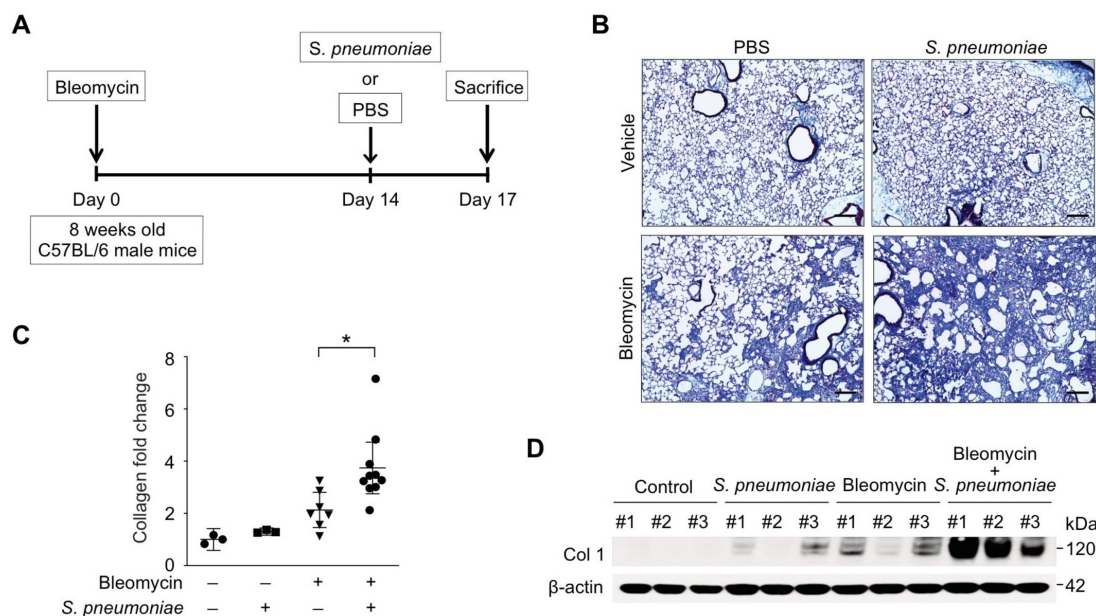 A
S. pneumoniae
or
Bleomycin
PBS
Sacrifice
Day 0
Day 14
Day 17
8 weeks old
C57BL/6 male mice
B
PBS
S. pneumoniae
Vehicle
Bleomycin
C
Collagen fold change
8
6
4
2
0
*
Bleomycin – – + +
S. pneumoniae – + – +
D
Bleomycin
+
Control S. pneumoniae Bleomycin S. pneumoniae
#1 #2 #3 #1 #2 #3 #1 #2 #3 #1 #2 #3 kDa
Col 1 -120
β-actin -42